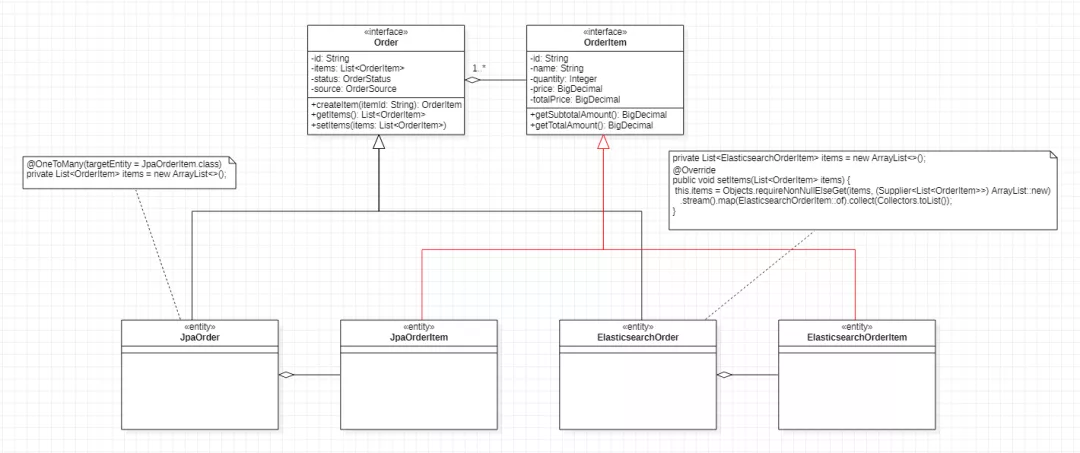 «interface»
Order
-id: String
-items: List<OrderItem>
-status: OrderStatus
-source: OrderSource
+createItem(itemId: String): OrderItem
+getItems(): List<OrderItem>
+setItems(items: List<OrderItem>)
1..*
«interface»
OrderItem
-id: String
-name: String
-quantity: Integer
-price: BigDecimal
-totalPrice: BigDecimal
+getSubtotalAmount(): BigDecimal
+getTotalAmount(): BigDecimal
@OneToMany(targetEntity = JpaOrderItem.class)
private List<OrderItem> items = new ArrayList<>();
private List<ElasticsearchOrderItem> items = new ArrayList<>();
@Override
public void setItems(List<OrderItem> items) {
this.items = Objects.requireNonNullElseGet(items, (Supplier<List<OrderItem>>) ArrayList::new)
.stream().map(ElasticsearchOrderItem::of).collect(Collectors.toList());
}
«entity»
JpaOrder
«entity»
JpaOrderItem
«entity»
ElasticsearchOrder
«entity»
ElasticsearchOrderItem